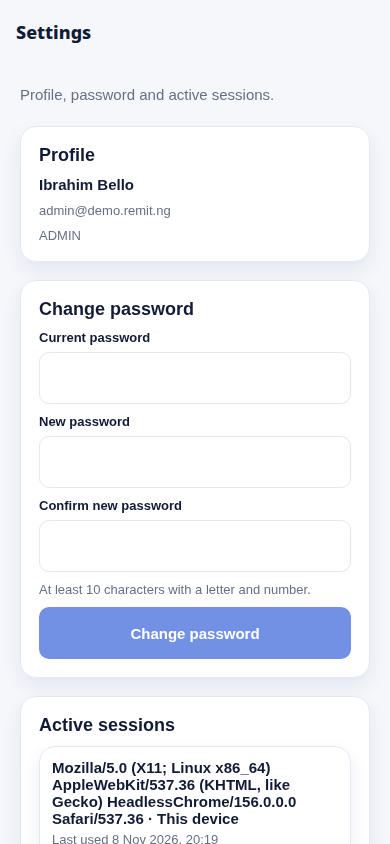 Settings
Profile, password and active sessions.
Profile
Ibrahim Bello
admin@demo.remit.ng
ADMIN
Change password
Current password
New password
Confirm new password
At least 10 characters with a letter and number.
Change password
Active sessions
Mozilla/5.0 (X11; Linux x86_64)
AppleWebKit/537.36 (KHTML, like
Gecko) HeadlessChrome/156.0.0.0
Safari/537.36 · This device
Last used 8 Nov 2026, 20:19